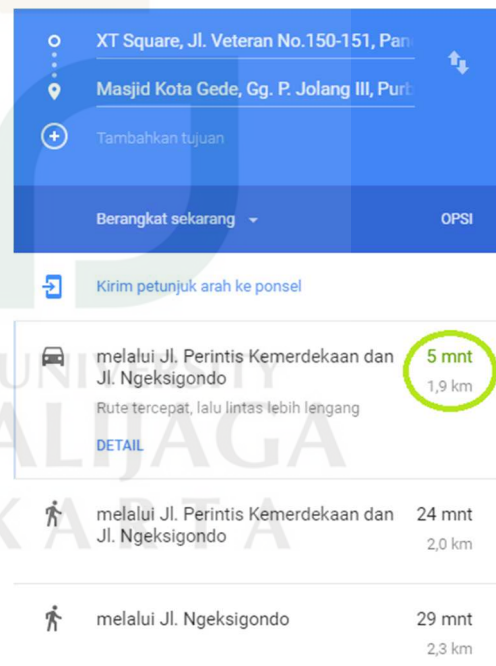 XT Square, Jl. Veteran No.150-151, Pan
Masjid Kota Gede, Gg. P. Jolang III, Purb
Tambahkan tujuan
Berangkat sekarang
OPSI
Kirim petunjuk arah ke ponsel
melalui Jl. Perintis Kemerdekaan dan 5 mnt
Jl. Ngeksigondo 1,9 km
Rute tercepat, lalu lintas lebih lengang
DETAIL
melalui Jl. Perintis Kemerdekaan dan 24 mnt
Jl. Ngeksigondo 2,0 km
melalui Jl. Ngeksigondo 29 mnt
2,3 km
UNIVERSITY
ALIJAGA
KARTA